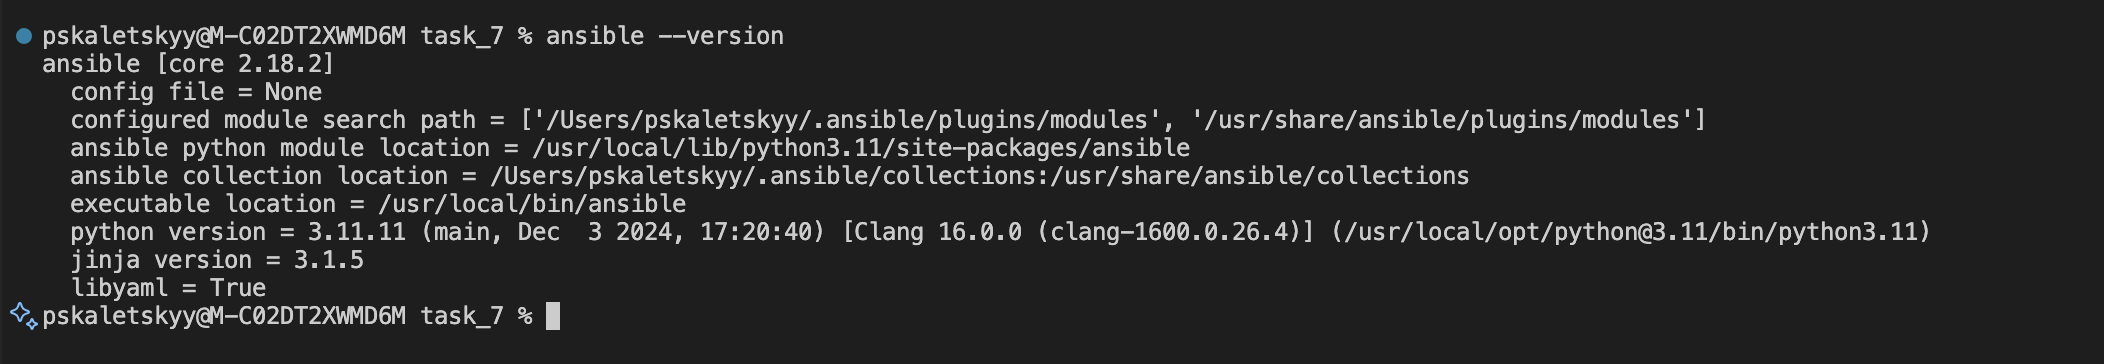 pskaletskyy@M-C02DT2XWMD6M task_7 % ansible --version
ansible [core 2.18.2]
  config file = None
  configured module search path = ['/Users/pskaletskyy/.ansible/plugins/modules', '/usr/share/ansible/plugins/modules']
  ansible python module location = /usr/local/lib/python3.11/site-packages/ansible
  ansible collection location = /Users/pskaletskyy/.ansible/collections:/usr/share/ansible/collections
  executable location = /usr/local/bin/ansible
  python version = 3.11.11 (main, Dec  3 2024, 17:20:40) [Clang 16.0.0 (clang-1600.0.26.4)] (/usr/local/opt/python@3.11/bin/python3.11)
  jinja version = 3.1.5
  libyaml = True
pskaletskyy@M-C02DT2XWMD6M task_7 %